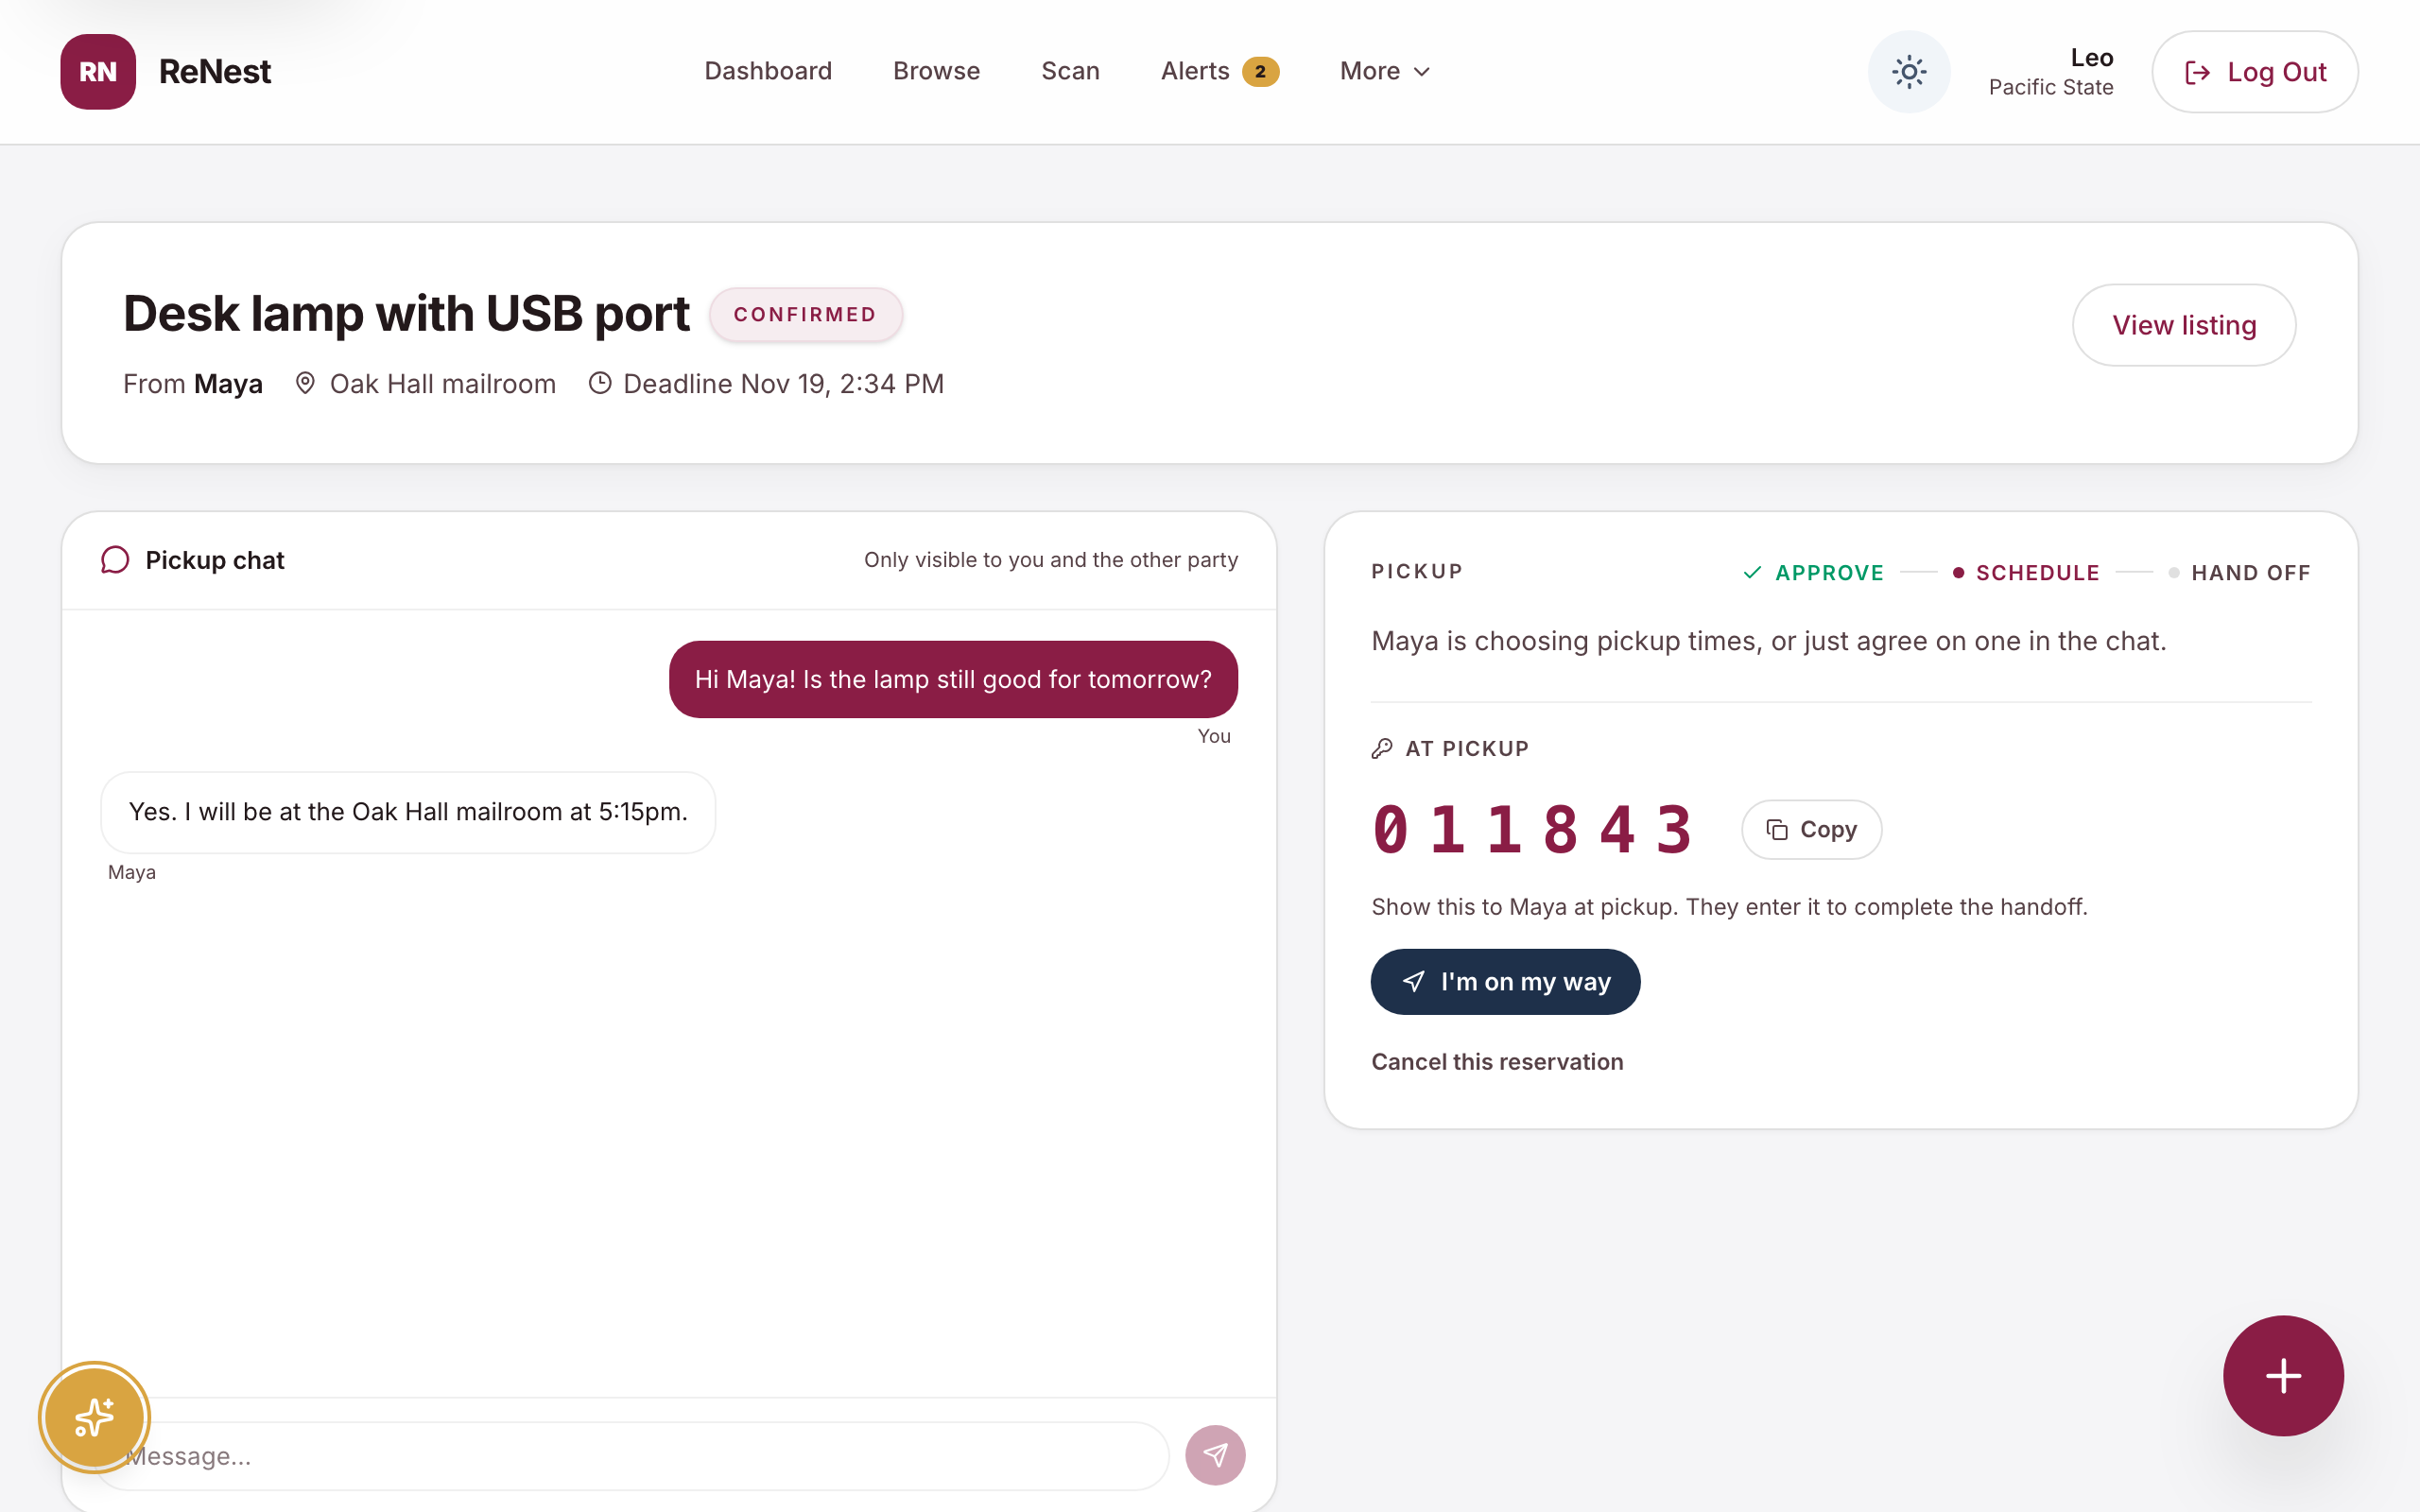 RN ReNest Dashboard Browse Scan Alerts 2 More Leo Log Out
Pacific State
Desk lamp with USB port CONFIRMED View listing
From Maya Oak Hall mailroom Deadline Nov 19, 2:34 PM
Pickup chat Only visible to you and the other party
Hi Maya! Is the lamp still good for tomorrow?
You
Yes. I will be at the Oak Hall mailroom at 5:15pm.
Maya
Message...
PICKUP APPROVE SCHEDULE HAND OFF
Maya is choosing pickup times, or just agree on one in the chat.
AT PICKUP
011843 Copy
Show this to Maya at pickup. They enter it to complete the handoff.
I'm on my way
Cancel this reservation